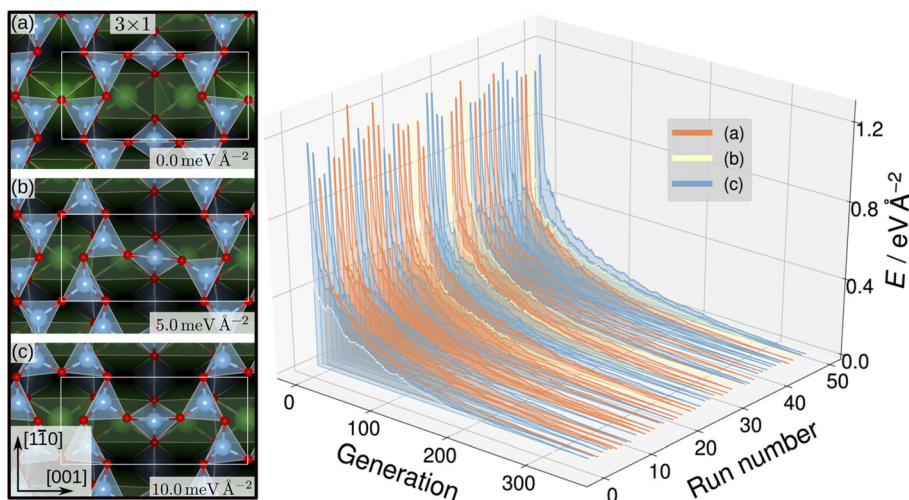 (a)
3×1
0.0 meV Å⁻²
(b)
5.0 meV Å⁻²
(c)
[11̄0]
[001]
10.0 meV Å⁻²
(a)
(b)
(c)
1.2
0.8
0.4
0.0
E / eV Å⁻²
0
100
200
300
Generation
0
10
20
30
40
50
Run number